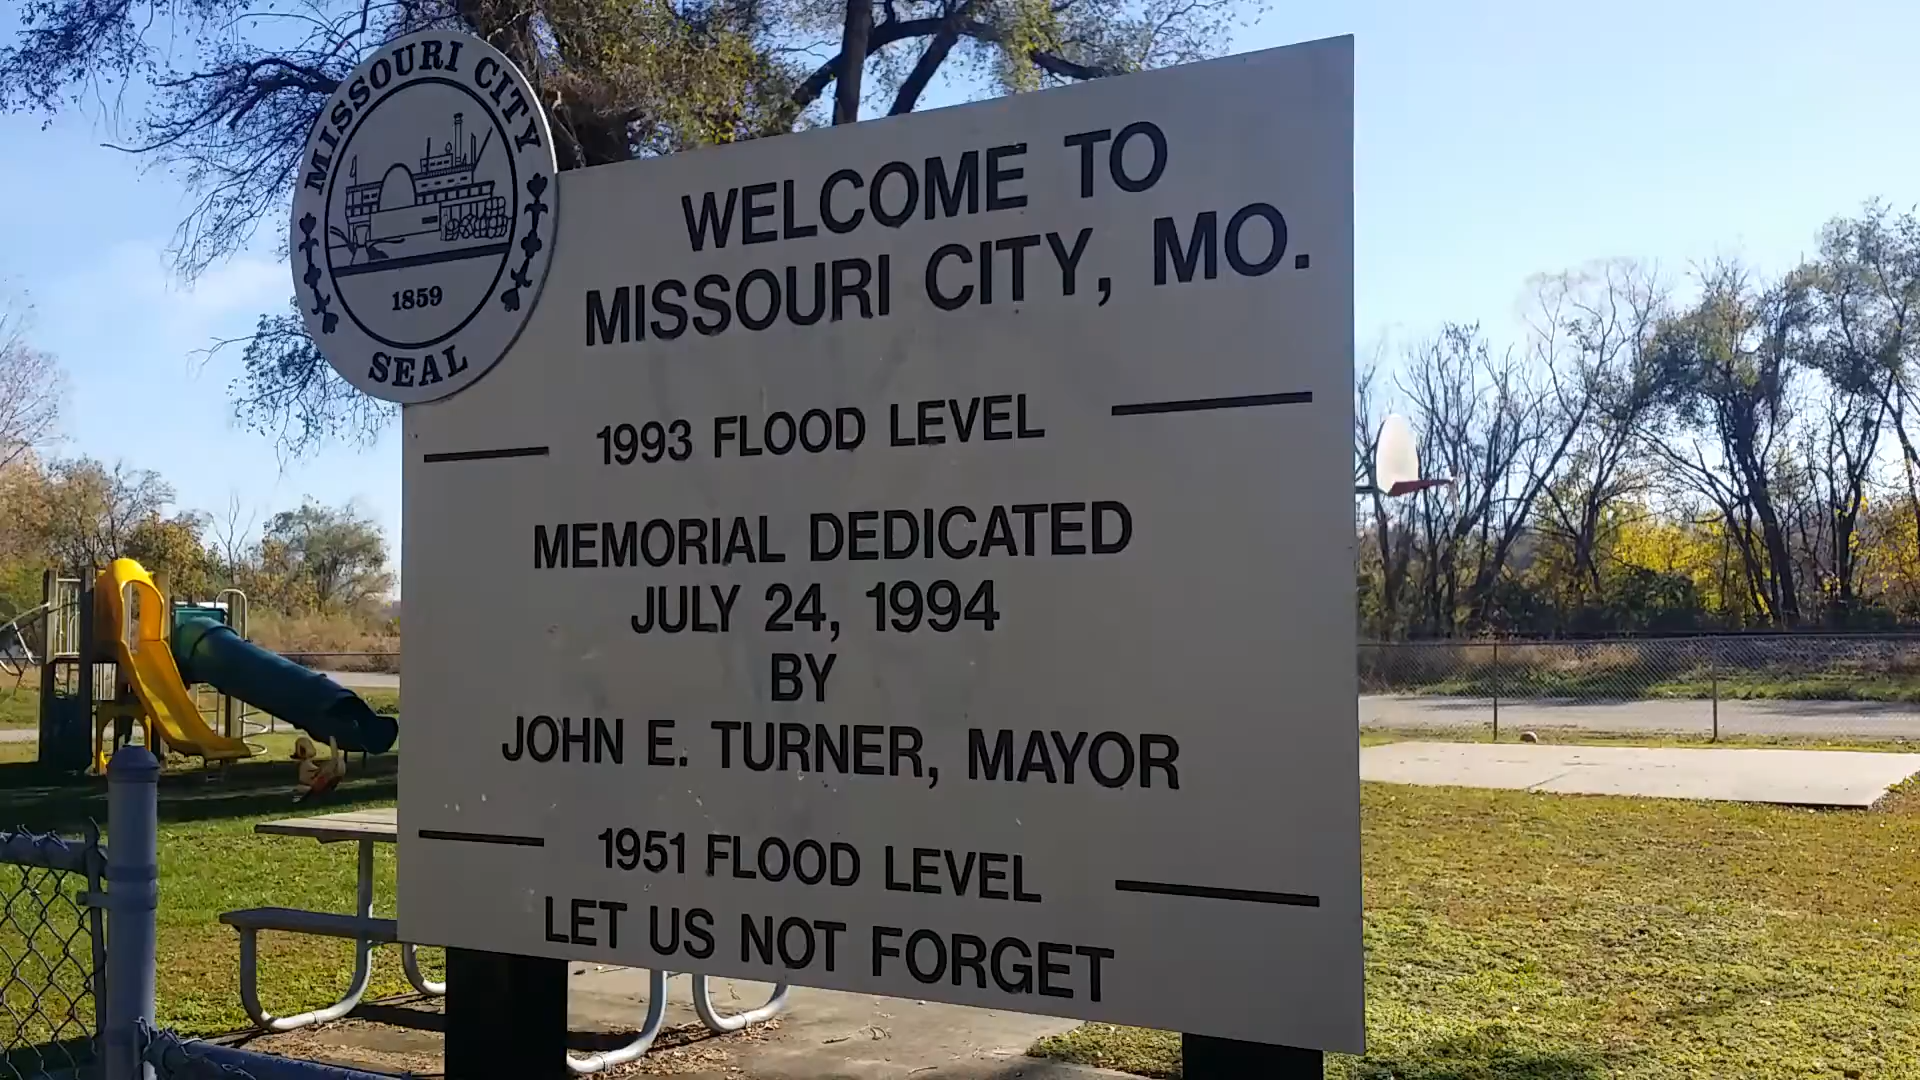 MISSOURI CITY
1859
SEAL
WELCOME TO
MISSOURI CITY, MO.
1993 FLOOD LEVEL
MEMORIAL DEDICATED
JULY 24, 1994
BY
JOHN E. TURNER, MAYOR
1951 FLOOD LEVEL
LET US NOT FORGET